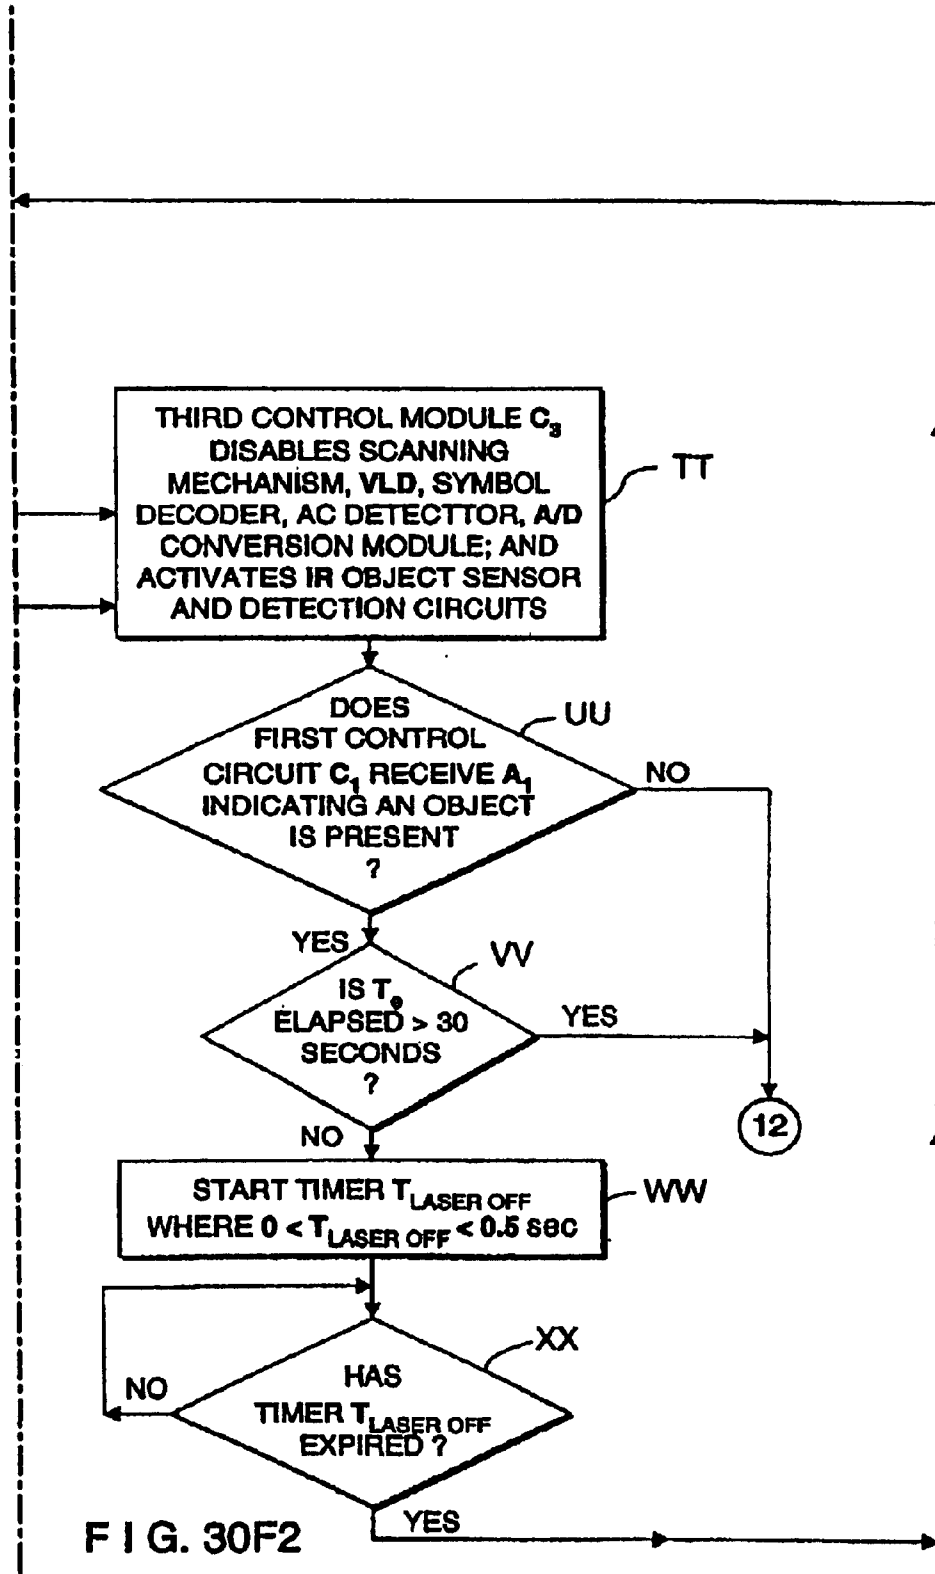 THIRD CONTROL MODULE C3
DISABLES SCANNING
MECHANISM, VLD, SYMBOL
DECODER, AC DETECTTOR, A/D
CONVERSION MODULE; AND
ACTIVATES IR OBJECT SENSOR
AND DETECTION CIRCUITS
TT
DOES
FIRST CONTROL
CIRCUIT C1 RECEIVE A1
INDICATING AN OBJECT
IS PRESENT
?
UU
NO
YES
IS Te
ELAPSED > 30
SECONDS
?
VV
YES
12
NO
START TIMER TLASER OFF
WHERE 0 < TLASER OFF < 0.5 sec
WW
HAS
TIMER TLASER OFF
EXPIRED ?
XX
NO
YES
F I G. 30F2